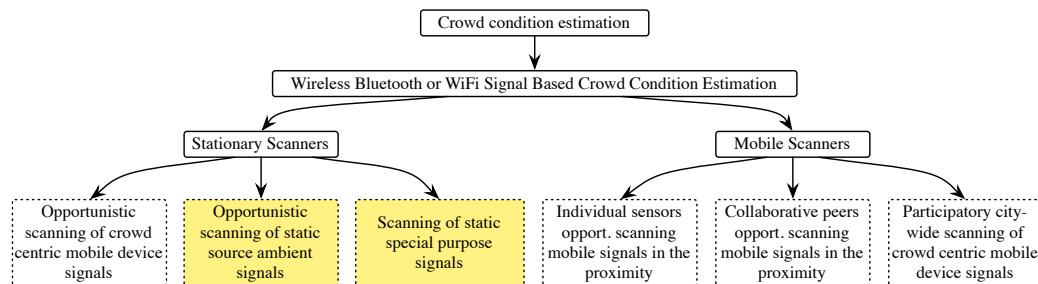 Crowd condition estimation
Wireless Bluetooth or WiFi Signal Based Crowd Condition Estimation
Stationary Scanners
Mobile Scanners
Opportunistic
scanning of crowd
centric mobile device
signals
Opportunistic
scanning of static
source ambient
signals
Scanning of static
special purpose
signals
Individual sensors
opport. scanning
mobile signals in the
proximity
Collaborative peers
opport. scanning
mobile signals in the
proximity
Participatory city-
wide scanning of
crowd centric mobile
device signals